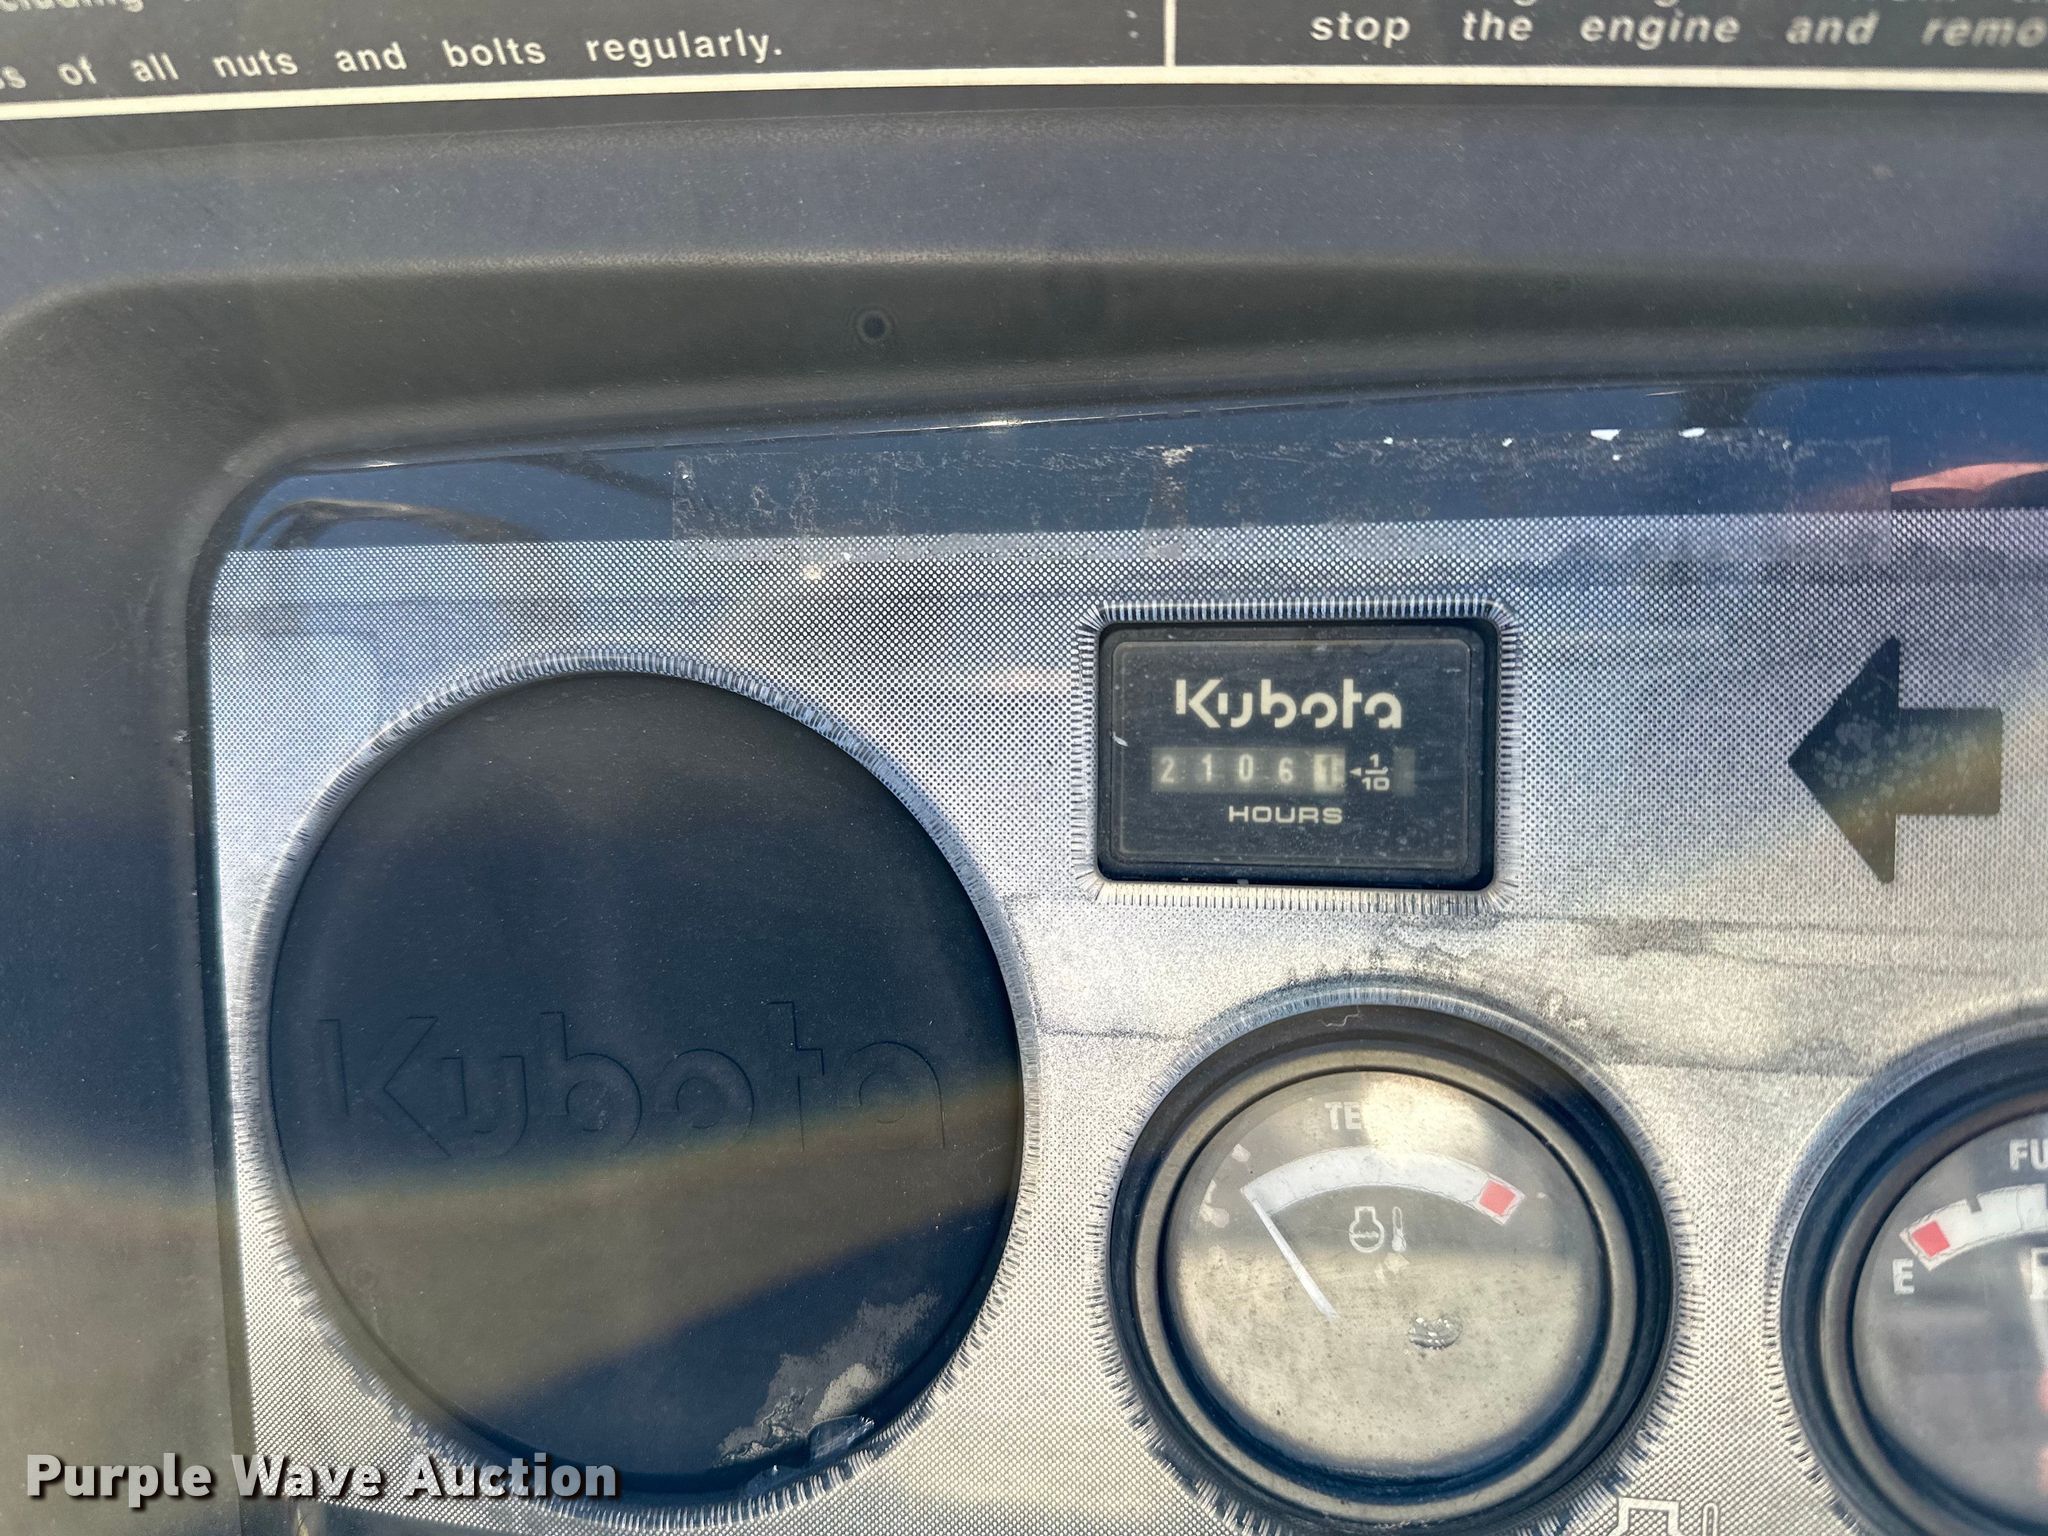 of all nuts and bolts regularly.
stop the engine and
Kubota
2106 1/10
HOURS
Kubota
E
Purple Wave Auction